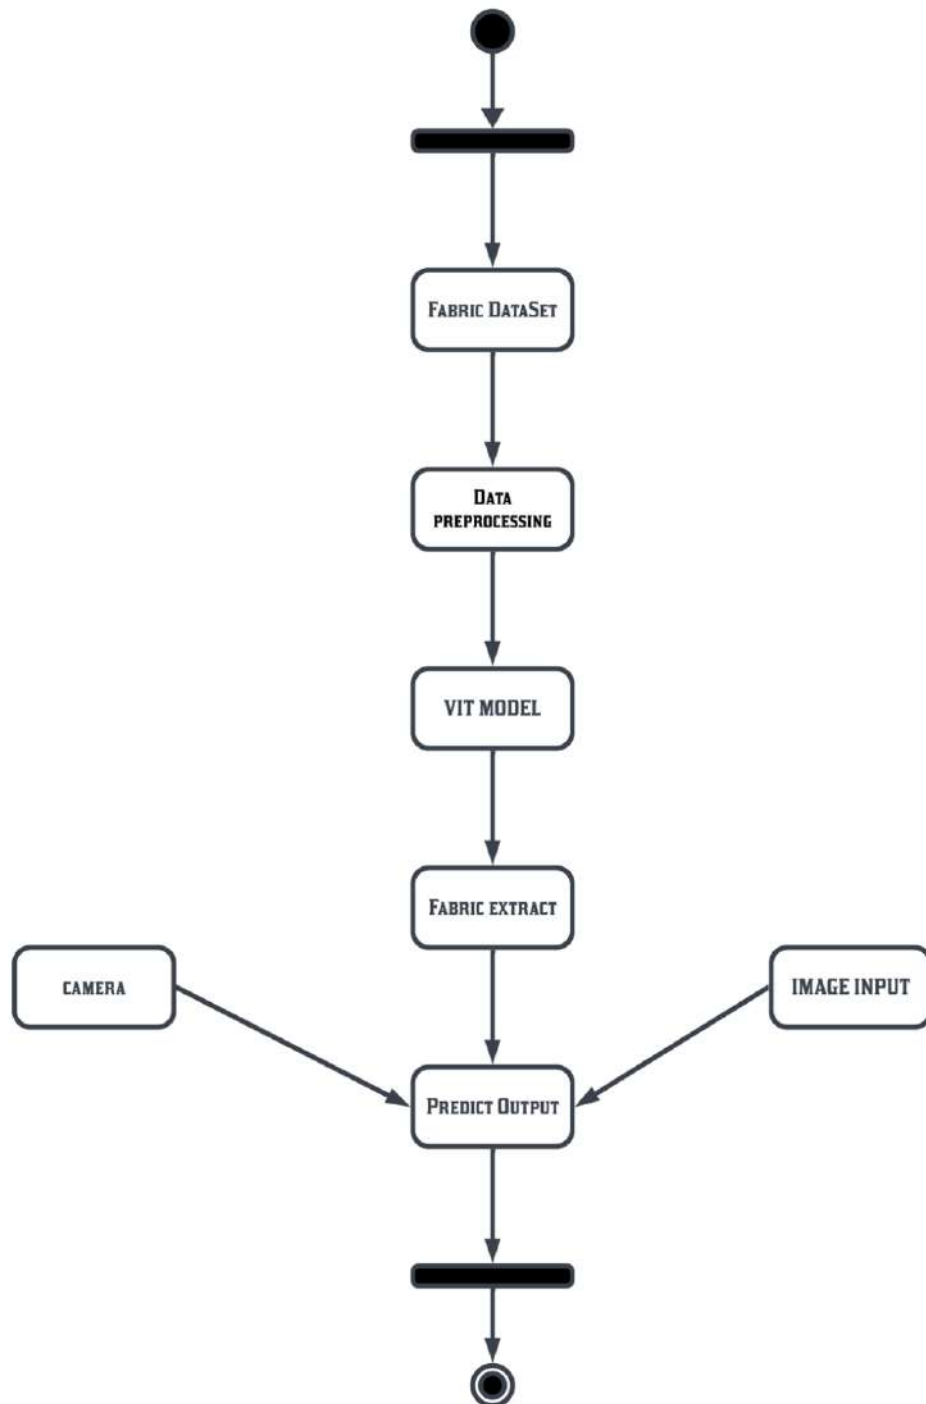 Fabric DataSet
Data
preprocessing
VIT MODEL
Fabric extract
camera
IMAGE INPUT
Predict Output